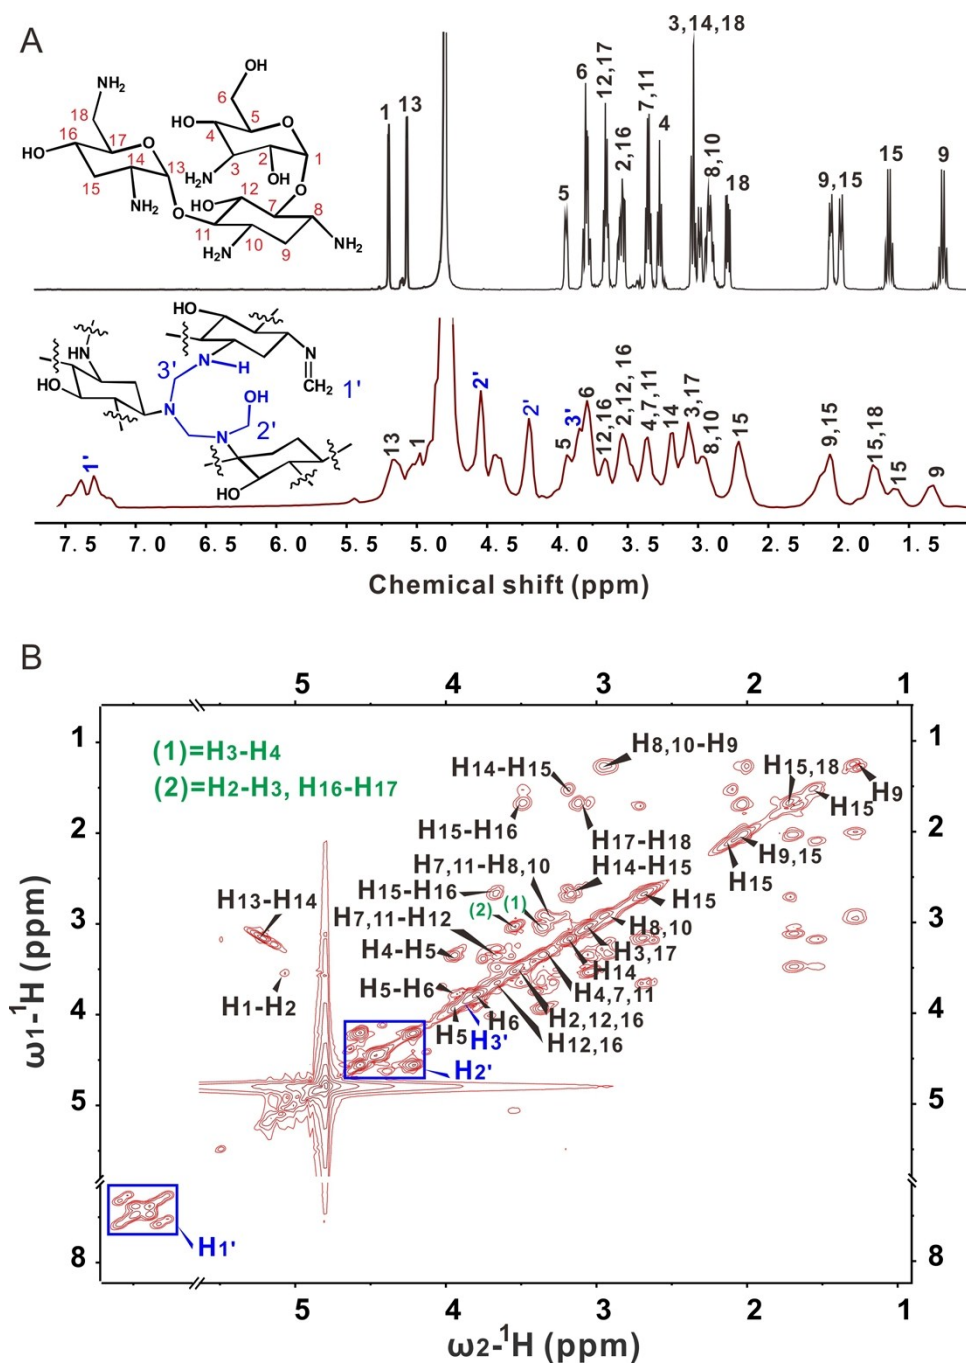 A
3,14,18
6
12,17
7,11
2,16
4
1
13
5
8,10
18
9,15
15
9
OH
NH₂
6
18
5
HO
4
O
16
17
O
14
13
HO
15
3
2
1
H₂N
OH
O
NH₂
12
HO
7
8
O
11
10
H₂N
9
NH₂
HO
HN
3'
N
H
N
CH₂
1'
HO
N
OH
N
2'
HO
1'
13
1
2'
2'
5
3'
6
12,16
2,12,16
4,7,11
14
3,17
8,10
15
9,15
15,18
15
9
7.5 7.0 6.5 6.0 5.5 5.0 4.5 4.0 3.5 3.0 2.5 2.0 1.5
Chemical shift (ppm)
B
5 4 3 2 1
1
2
3
4
5
8
ω1-¹H (ppm)
(1)=H3-H4
(2)=H2-H3, H16-H17
H8,10-H9
H14-H15
H15,18
H9
H15
H15-H16
H17-H18
H7,11-H8,10
H14-H15
H9,15
H15
H15-H16
(2)
(1)
H15
H13-H14
H7,11-H12
H8,10
H3,17
H4-H5
H14
H1-H2
H5-H6
H4,7,11
H2,12,16
H6
H5
H12,16
H3'
H2'
H1'
1
2
3
4
5
8
5 4 3 2 1
ω2-¹H (ppm)